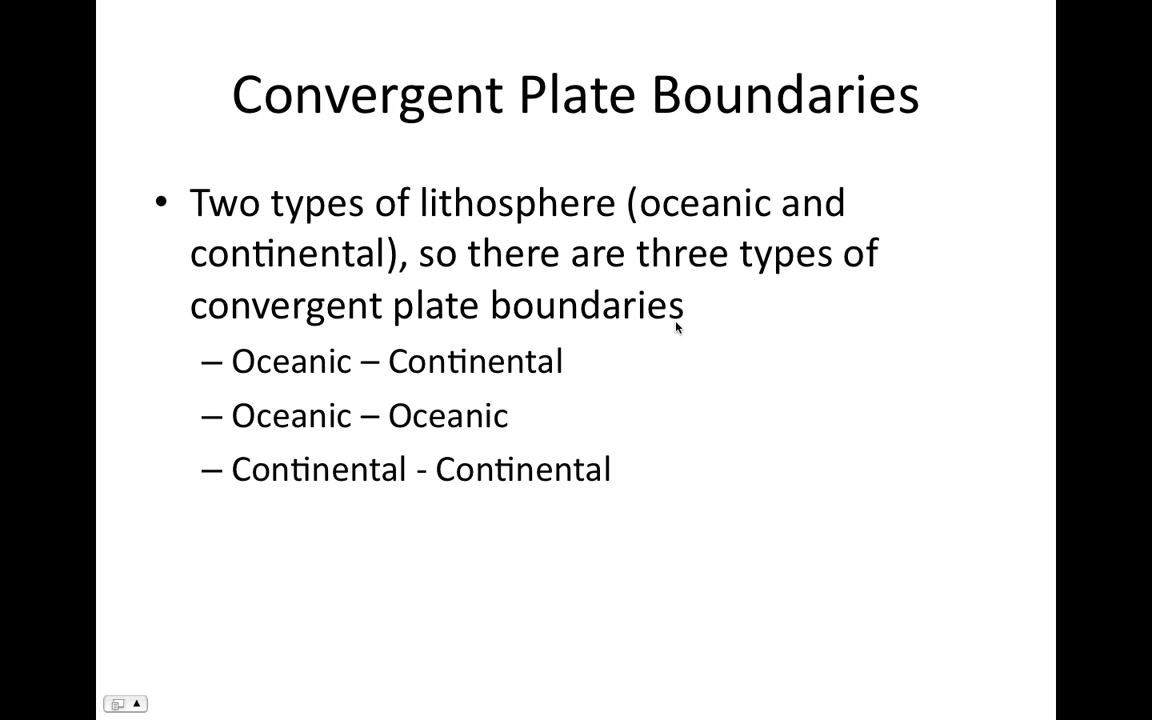 Convergent Plate Boundaries
• Two types of lithosphere (oceanic and
continental), so there are three types of
convergent plate boundaries
– Oceanic – Continental
– Oceanic – Oceanic
– Continental - Continental